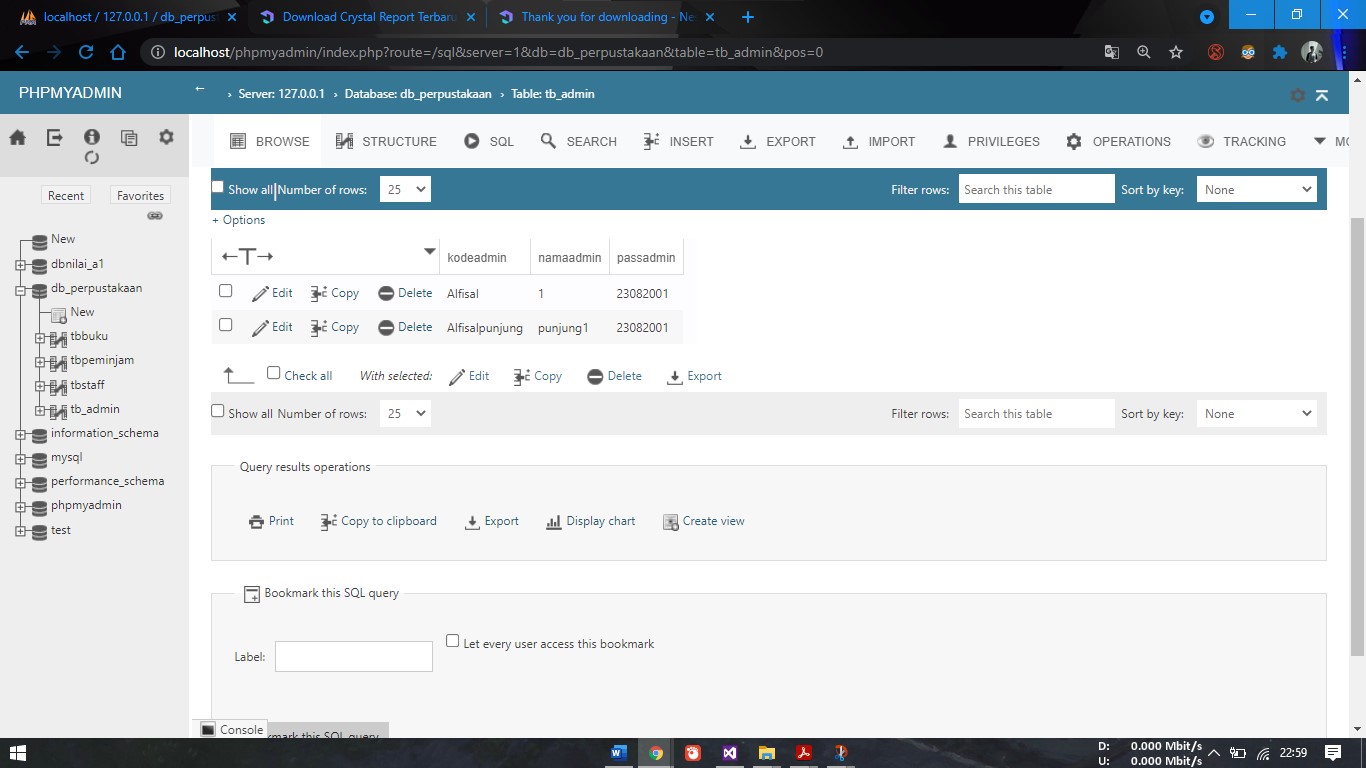 localhost / 127.0.0.1 / db_perpus
Download Crystal Report Terbaru
Thank you for downloading - Ne
localhost/phpmyadmin/index.php?route=/sql&server=1&db=db_perpustakaan&table=tb_admin&pos=0
PHPMYADMIN
Server: 127.0.0.1 › Database: db_perpustakaan › Table: tb_admin
BROWSE STRUCTURE SQL SEARCH INSERT EXPORT IMPORT PRIVILEGES OPERATIONS TRACKING MO
Recent Favorites
New
dbnilai_a1
db_perpustakaan
New
tbbuku
tbpeminjam
tbstaff
tb_admin
information_schema
mysql
performance_schema
phpmyadmin
test
Show all Number of rows: 25 Filter rows: Search this table Sort by key: None
+ Options
←T→ kodeadmin namaadmin passadmin
Edit Copy Delete Alfisal 1 23082001
Edit Copy Delete Alfisalpunjung punjung1 23082001
Check all With selected: Edit Copy Delete Export
Show all Number of rows: 25 Filter rows: Search this table Sort by key: None
Query results operations
Print Copy to clipboard Export Display chart Create view
Bookmark this SQL query
Label: Let every user access this bookmark
Console
kmark this SQL query
D: 0.000 Mbit/s
U: 0.000 Mbit/s
22:59